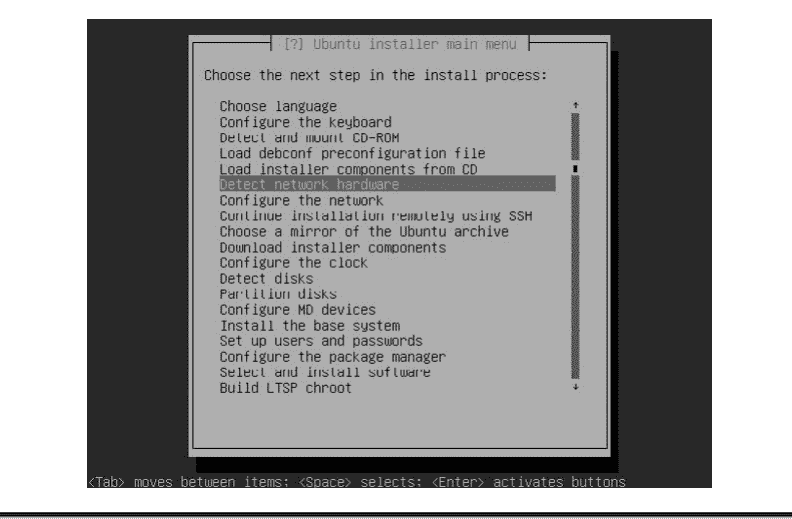 [?] Ubuntu installer main menu
Choose the next step in the install process:
Choose language
Configure the keyboard
Detect and mount CD-ROM
Load debconf preconfiguration file
Load installer components from CD
Detect network hardware
Configure the network
Continue installation remotely using SSH
Choose a mirror of the Ubuntu archive
Download installer components
Configure the clock
Detect disks
Partition disks
Configure MD devices
Install the base system
Set up users and passwords
Configure the package manager
Select and install software
Build LTSP chroot
<Tab> moves between items; <Space> selects; <Enter> activates buttons